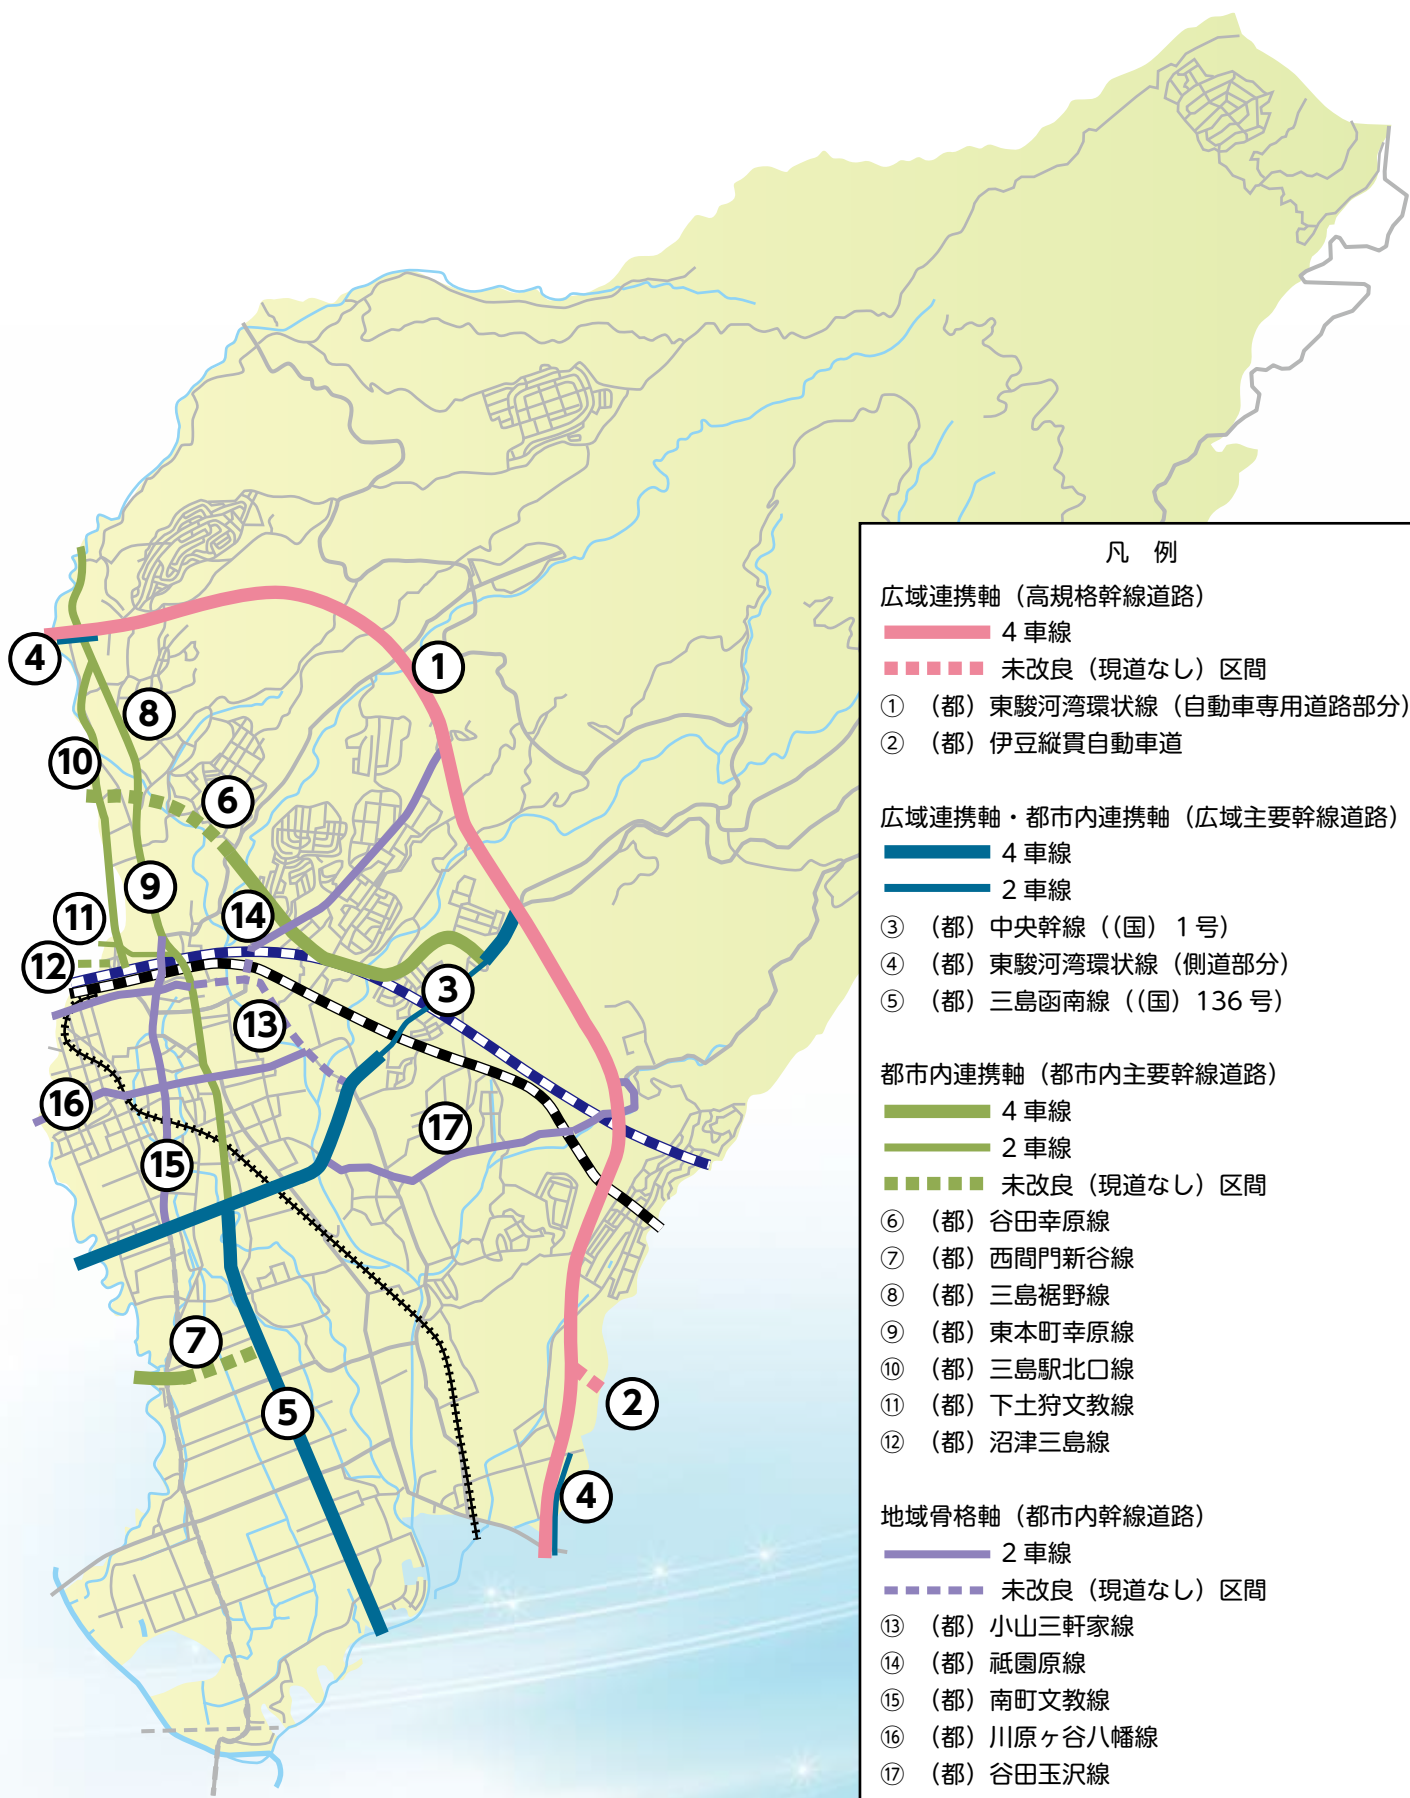 4
1
8
10
6
9
11
14
12
3
13
16
17
15
7
5
2
4
凡 例
広域連携軸（高規格幹線道路）
4 車線
未改良（現道なし）区間
① （都）東駿河湾環状線（自動車専用道路部分）
② （都）伊豆縦貫自動車道
広域連携軸・都市内連携軸（広域主要幹線道路）
4 車線
2 車線
③ （都）中央幹線（（国）1 号）
④ （都）東駿河湾環状線（側道部分）
⑤ （都）三島函南線（（国）136 号）
都市内連携軸（都市内主要幹線道路）
4 車線
2 車線
未改良（現道なし）区間
⑥ （都）谷田幸原線
⑦ （都）西間門新谷線
⑧ （都）三島裾野線
⑨ （都）東本町幸原線
⑩ （都）三島駅北口線
⑪ （都）下土狩文教線
⑫ （都）沼津三島線
地域骨格軸（都市内幹線道路）
2 車線
未改良（現道なし）区間
⑬ （都）小山三軒家線
⑭ （都）祗園原線
⑮ （都）南町文教線
⑯ （都）川原ヶ谷八幡線
⑰ （都）谷田玉沢線